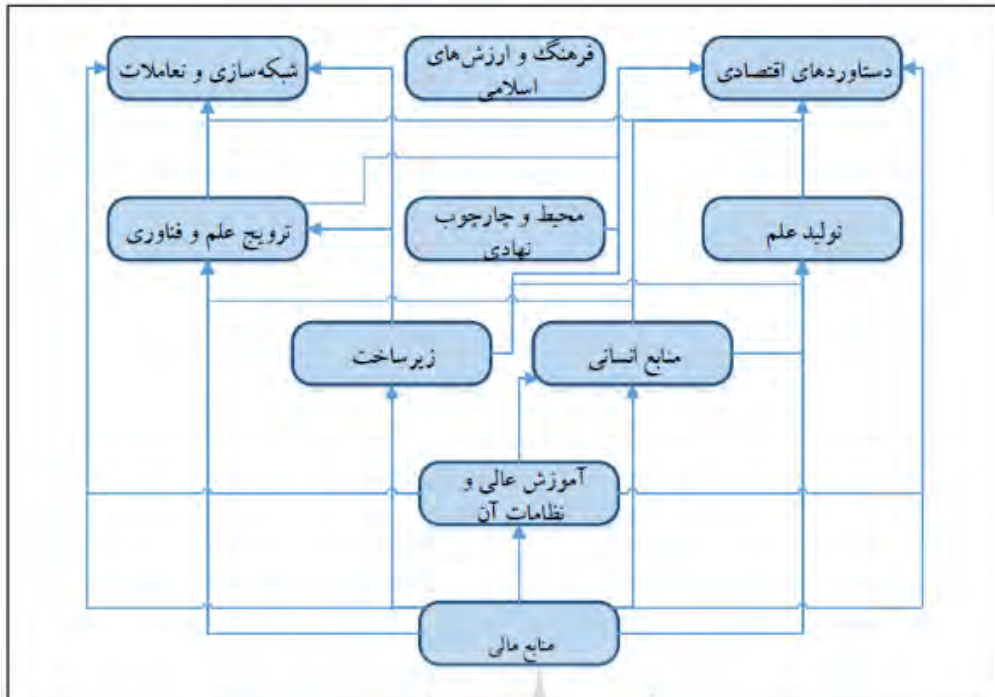 دستاوردهای اقتصادی
فرهنگ و ارزش‌های
اسلامی
شبکه‌سازی و تعاملات
تولید علم
محیط و چارچوب
نهادی
ترویج علم و فناوری
منابع انسانی
زیرساخت
آموزش عالی و
نظامات آن
منابع مالی